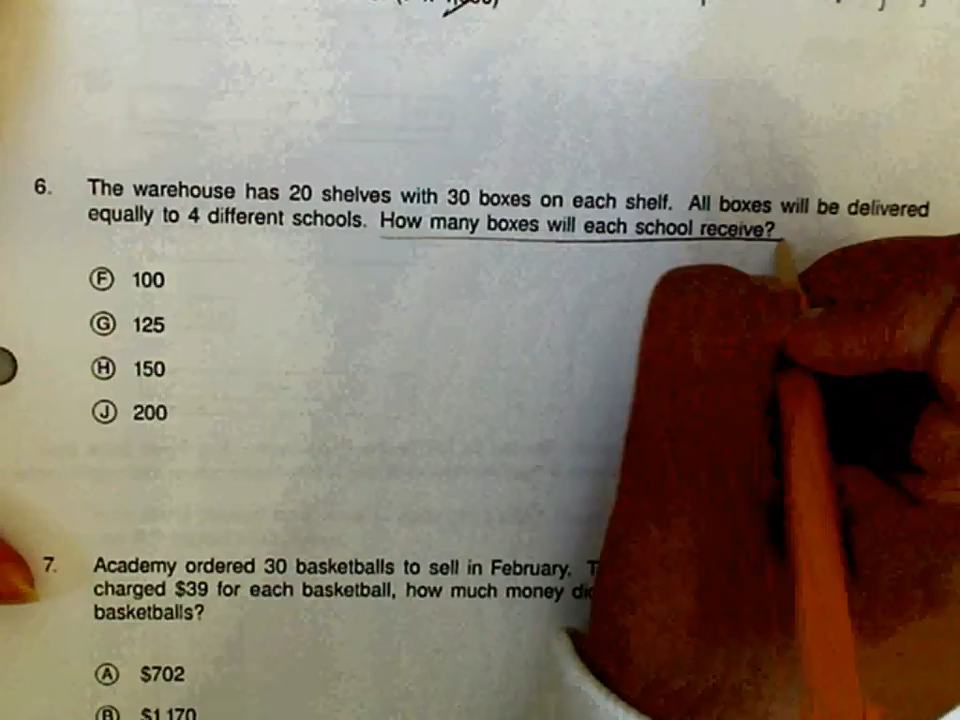 6. The warehouse has 20 shelves with 30 boxes on each shelf. All boxes will be delivered
equally to 4 different schools. How many boxes will each school receive?
F 100
G 125
H 150
J 200
7. Academy ordered 30 basketballs to sell in February.
charged $39 for each basketball, how much money
basketballs?
A $702
B $1,170